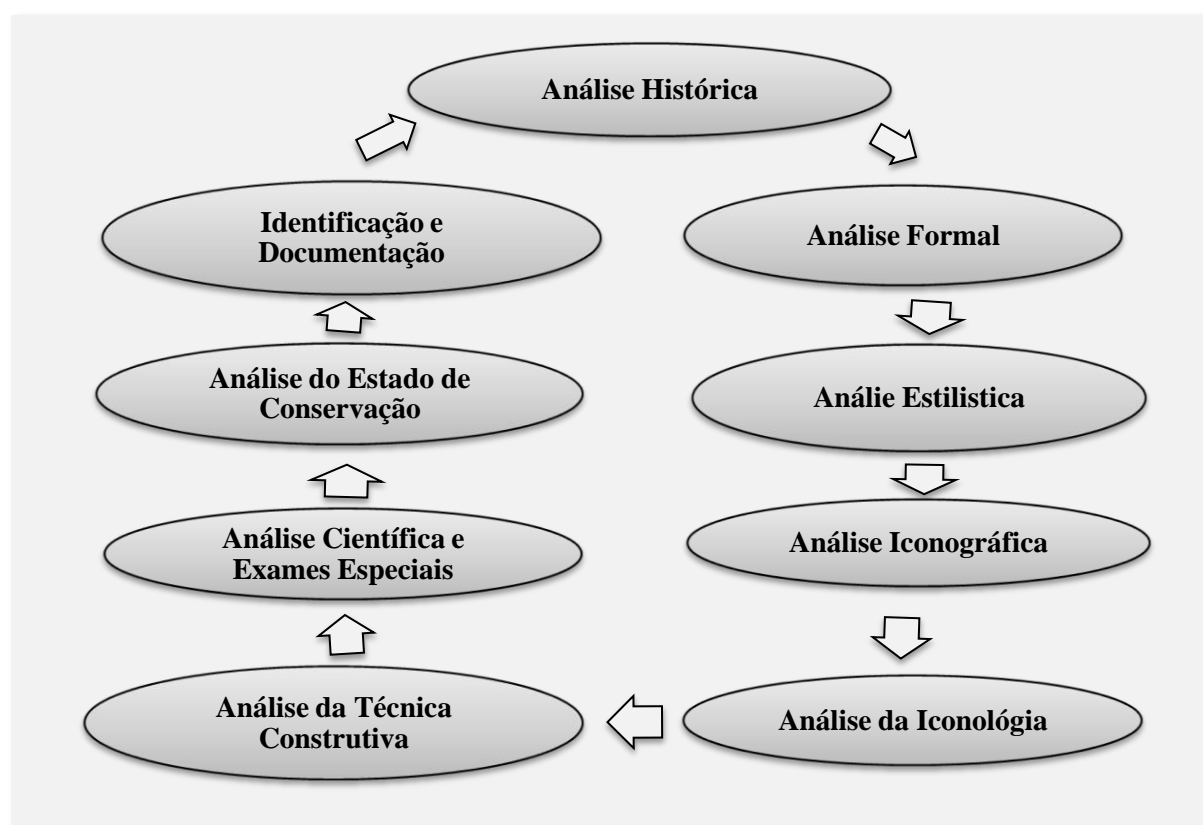 Análise Histórica
Identificação e
Documentação
Análise Formal
Análise do Estado de
Conservação
Análie Estilistica
Análise Científica e
Exames Especiais
Análise Iconográfica
Análise da Técnica
Construtiva
Análise da Iconológia